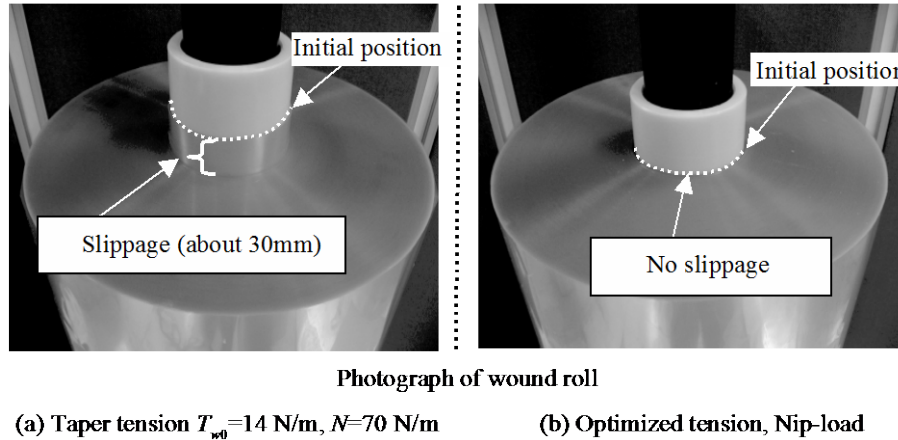 Initial position
Slippage (about 30mm)
Initial position
No slippage
Photograph of wound roll
(a) Taper tension T_w0=14 N/m, N=70 N/m
(b) Optimized tension, Nip-load